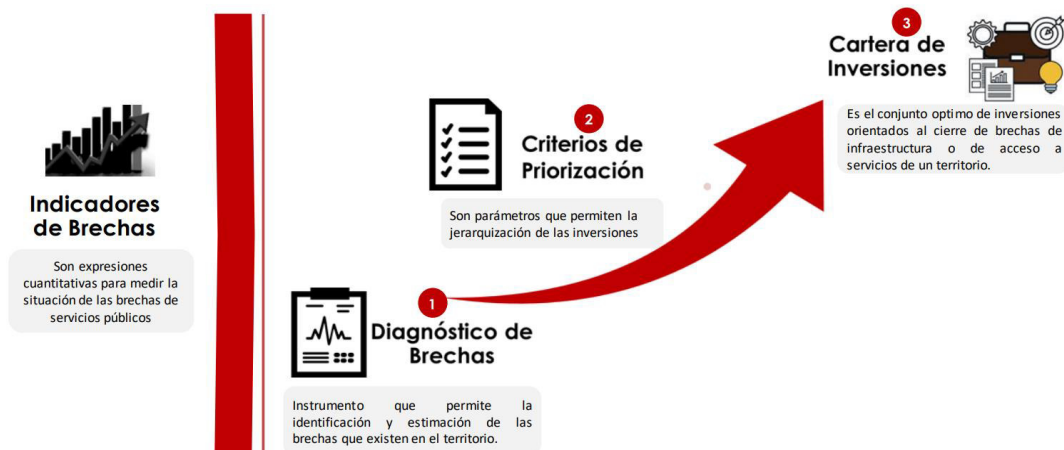 Indicadores
de Brechas
Son expresiones
cuantitativas para medir la
situación de las brechas de
servicios públicos
1
Diagnóstico de
Brechas
Instrumento que permite la
identificación y estimación de las
brechas que existen en el territorio.
2
Criterios de
Priorización
Son parámetros que permiten la
jerarquización de las inversiones
3
Cartera de
Inversiones
Es el conjunto optimo de inversiones
orientados al cierre de brechas de
infraestructura o de acceso a
servicios de un territorio.